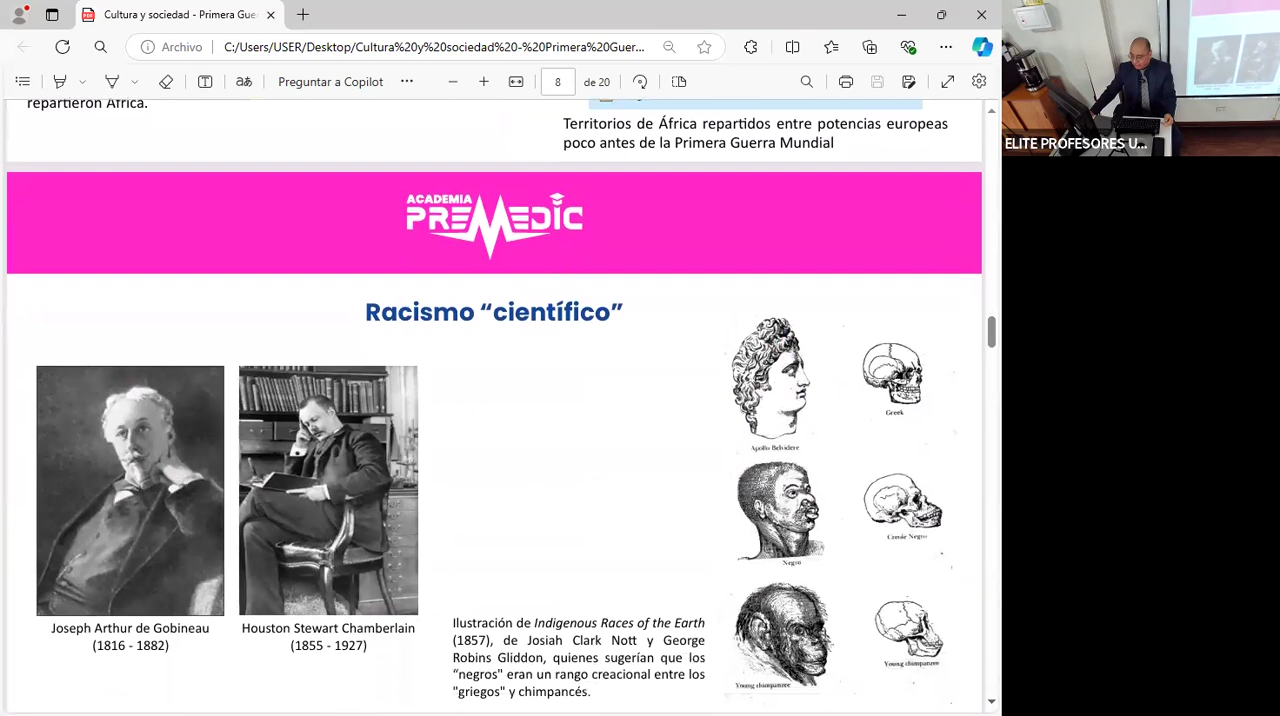 Cultura y sociedad - Primera Gue
Archivo
C:/Users/USER/Desktop/Cultura%20y%20sociedad%20-%20Primera%20Guer...
Preguntar a Copilot
8
de 20
repartieron África.
Territorios de África repartidos entre potencias europeas
poco antes de la Primera Guerra Mundial
ACADEMIA
PREMEDIC
Racismo “científico”
Joseph Arthur de Gobineau
(1816 - 1882)
Houston Stewart Chamberlain
(1855 - 1927)
Ilustración de Indigenous Races of the Earth
(1857), de Josiah Clark Nott y George
Robins Gliddon, quienes sugerían que los
“negros" eran un rango creacional entre los
"griegos" y chimpancés.
Apollo Belvidere
Greek
Negro
Creole Negro
Young chimpanzee
Young chimpanzee
ELITE PROFESORES U...